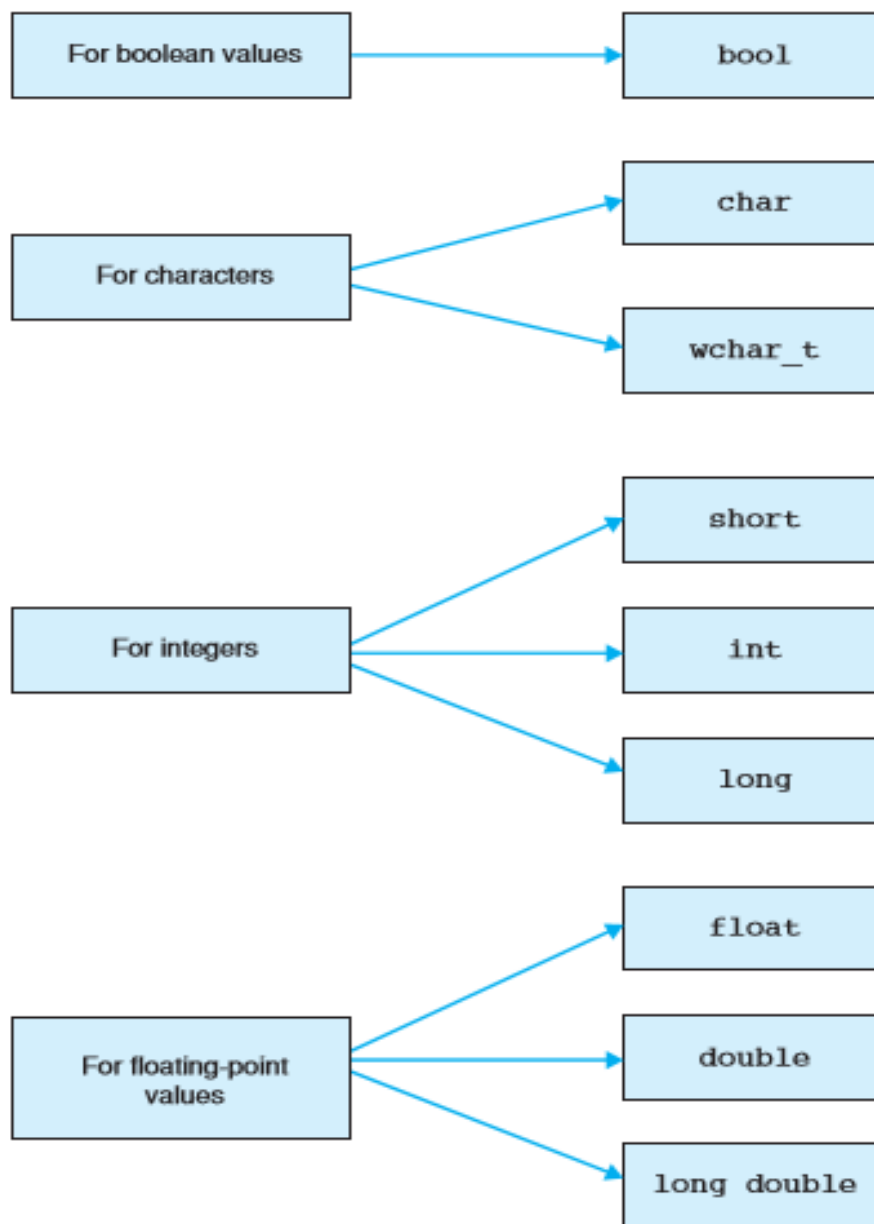 For boolean values
bool
For characters
char
wchar_t
For integers
short
int
long
For floating-point
values
float
double
long double